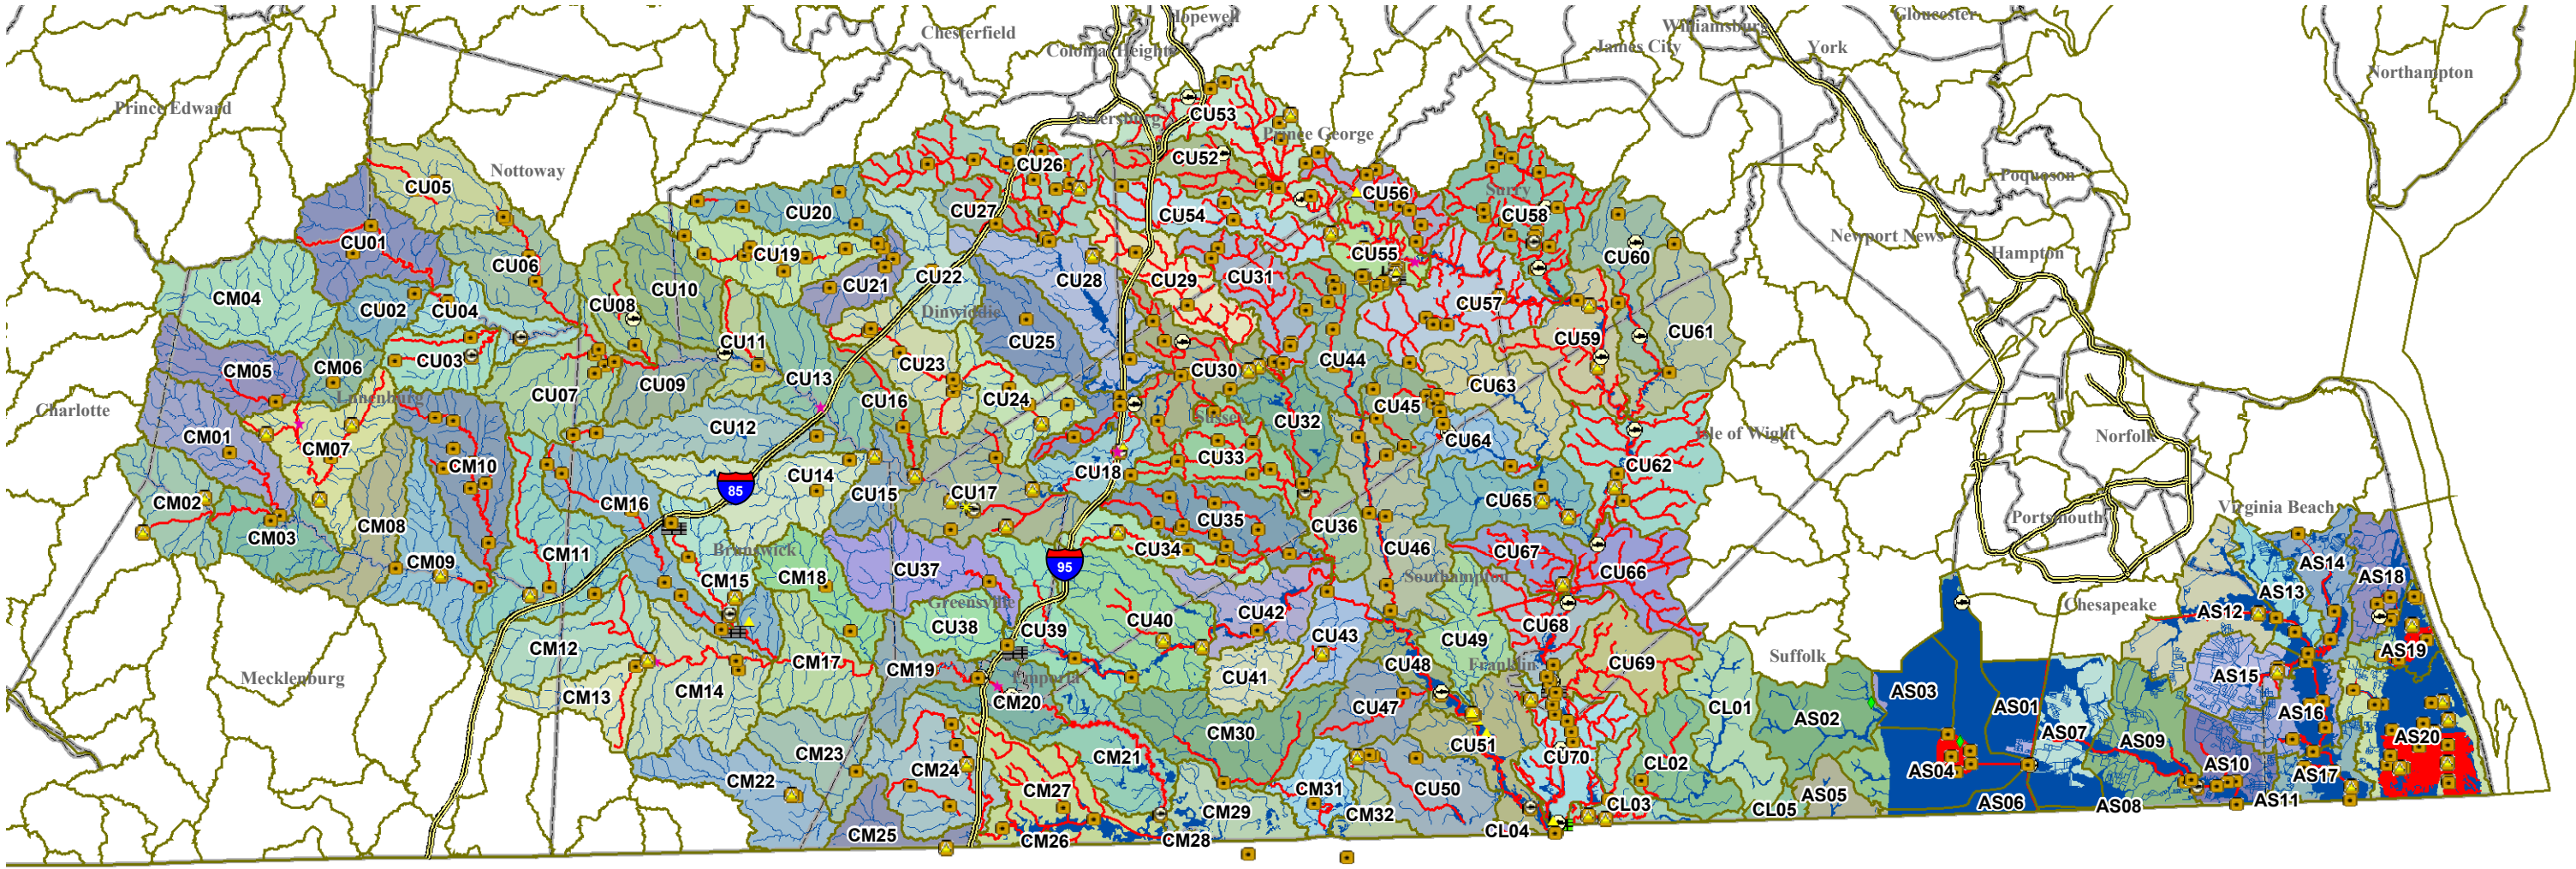 Hopewell
Gloucester
Williamsburg
Chesterfield
James City
York
Colonial Heights
Northampton
Prince Edward
CU53
Petersburg
Prince George
CU52
CU26
Nottoway
Poquoson
CU05
CU56
Surry
CU20
CU27
CU54
CU58
Newport News
CU01
CU19
CU55
Hampton
CU60
CU06
CU22
CU28
CU29
CU31
CU21
CU10
CM04
CU08
CU02
CU04
CU57
Dinwiddie
CU61
CU59
CU11
CU25
CU03
CU44
CM06
CU23
CM05
CU30
CU13
CU09
CU63
CU07
Lunenburg
CU24
CU16
CU45
Charlotte
Sussex
CU32
CU12
Isle of Wight
Norfolk
CM01
CU64
CM07
CU33
CM10
CU62
CU18
CU14
85
CU15
CU17
CU65
CM02
CM16
Virginia Beach
Portsmouth
CU35
CM08
CU36
CM03
CU34
CU46
CU67
Brunswick
CM11
95
CM09
CU37
CU66
AS14
Southampton
CM18
CM15
AS18
AS13
Greensville
Chesapeake
AS12
CU42
CU40
CU38
CU39
CU68
CU43
CU49
CM12
Suffolk
AS19
CM17
CU48
Franklin
CU69
CM19
Emporia
CU41
AS15
Mecklenburg
CM14
AS03
CM13
CM20
CU47
CL01
AS01
AS16
AS02
CM30
AS07
AS20
CU51
AS09
CM23
CM21
CU70
CL02
AS10
CM24
AS04
AS17
CM22
CU50
CM31
CM27
AS05
AS11
AS06
CL03
AS08
CL05
CM29
CM32
CL04
CM25
CM26
CM28